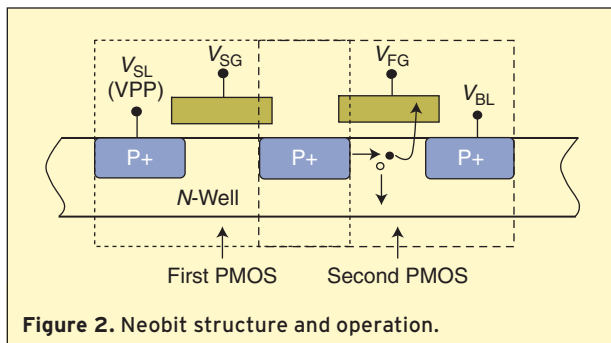 V_SL
(VPP)
V_SG
V_FG
V_BL
P+
P+
P+
N-Well
First PMOS
Second PMOS
Figure 2. Neobit structure and operation.